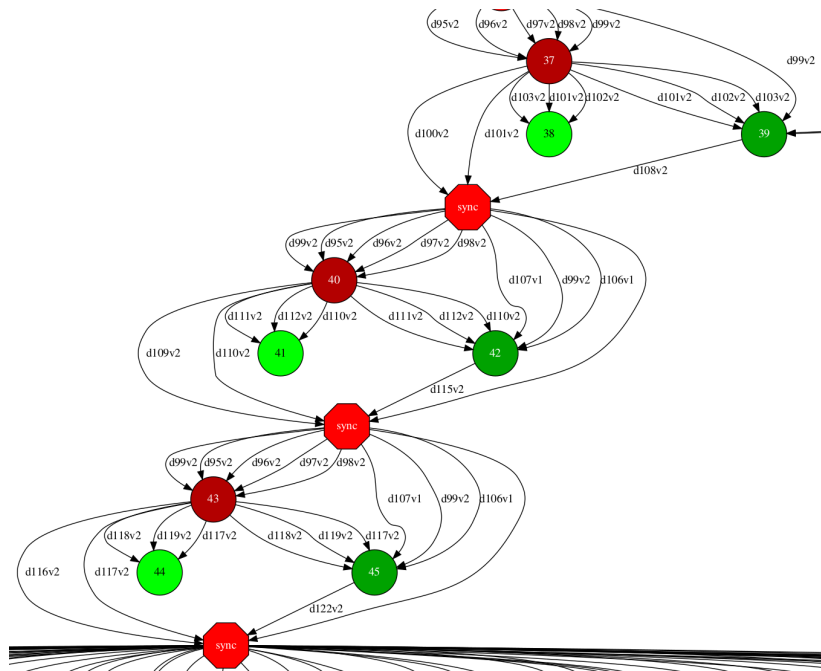 d95v2 d96v2 d97v2 d98v2 d99v2
37
d99v2
d103v2 d101v2 d102v2 d101v2 d102v2 d103v2
38
39
d100v2 d101v2
d108v2
sync
d99v2 d95v2 d96v2 d97v2 d98v2
40
d107v1 d99v2 d106v1
d111v2 d112v2 d110v2 d111v2 d112v2 d110v2
41
42
d109v2 d110v2
d115v2
sync
d99v2 d95v2 d96v2 d97v2 d98v2
43
d107v1 d99v2 d106v1
d118v2 d119v2 d117v2 d118v2 d119v2 d117v2
44
45
d116v2 d117v2
d122v2
sync